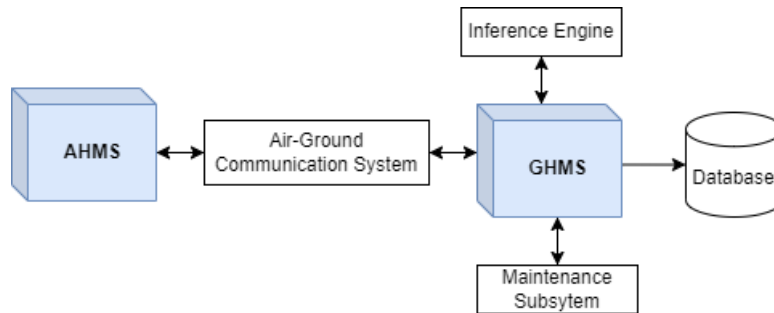 Inference Engine
AHMS
Air-Ground
Communication System
GHMS
Database
Maintenance
Subsytem